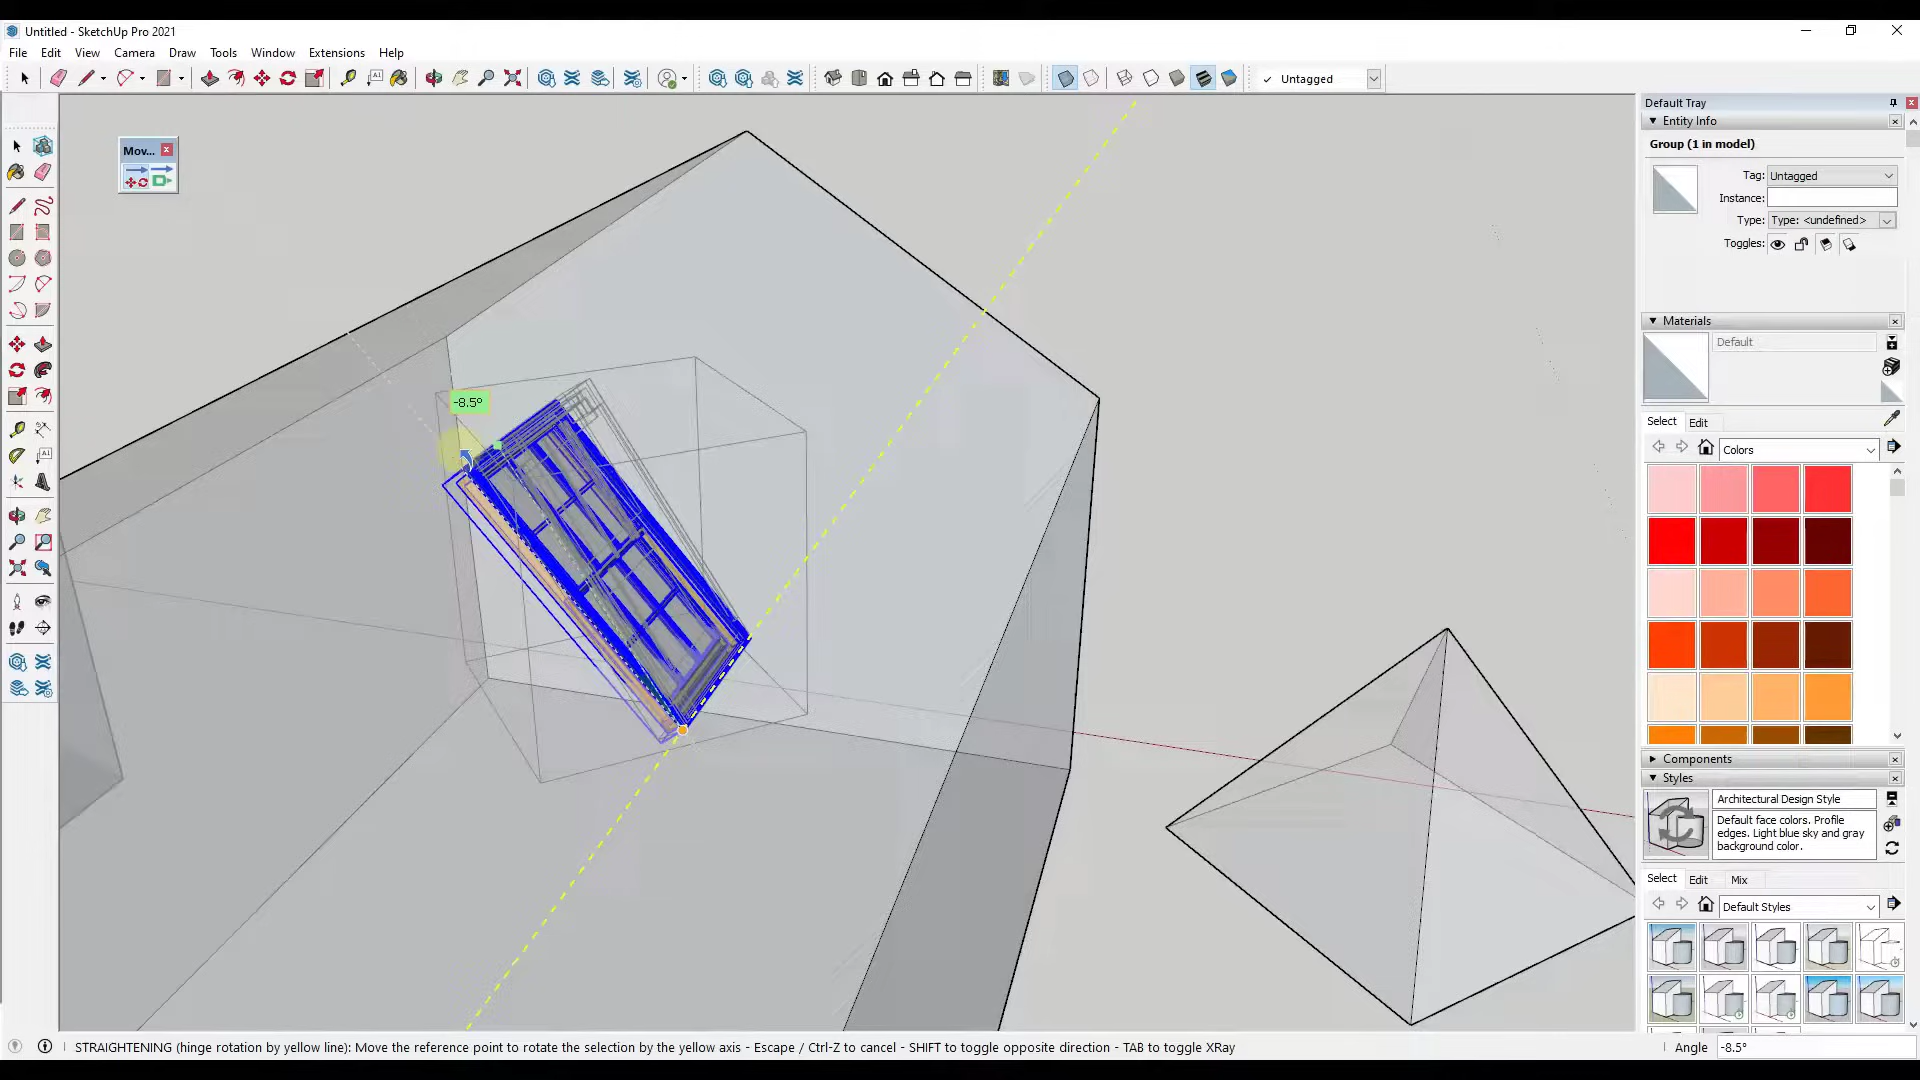 Untitled - SketchUp Pro 2021
File Edit View Camera Draw Tools Window Extensions Help
Untagged
Default Tray
Entity Info
Mov...
Group (1 in model)
Tag: Untagged
Instance:
Type: Type: <undefined>
Toggles:
Materials
Default
-8.5°
Select Edit
Colors
Components
Styles
Architectural Design Style
Default face colors. Profile
edges. Light blue sky and gray
background color.
Select Edit Mix
Default Styles
STRAIGHTENING (hinge rotation by yellow line): Move the reference point to rotate the selection by the yellow axis - Escape / Ctrl-Z to cancel - SHIFT to toggle opposite direction - TAB to toggle XRay
Angle -8.5°